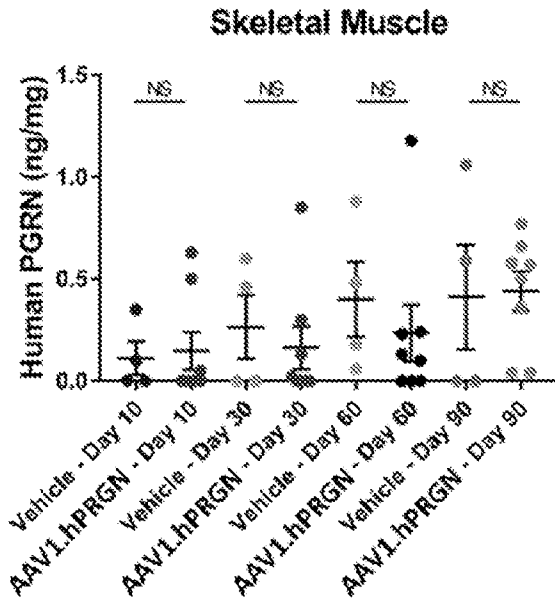 Skeletal Muscle
Human PGRN (ng/mg)
1.5
1.0
0.5
0.0
NS
NS
NS
NS
Vehicle - Day 10
AAV1.hPRGN - Day 10
Vehicle - Day 30
AAV1.hPRGN - Day 30
Vehicle - Day 60
AAV1.hPRGN - Day 60
Vehicle - Day 90
AAV1.hPRGN - Day 90